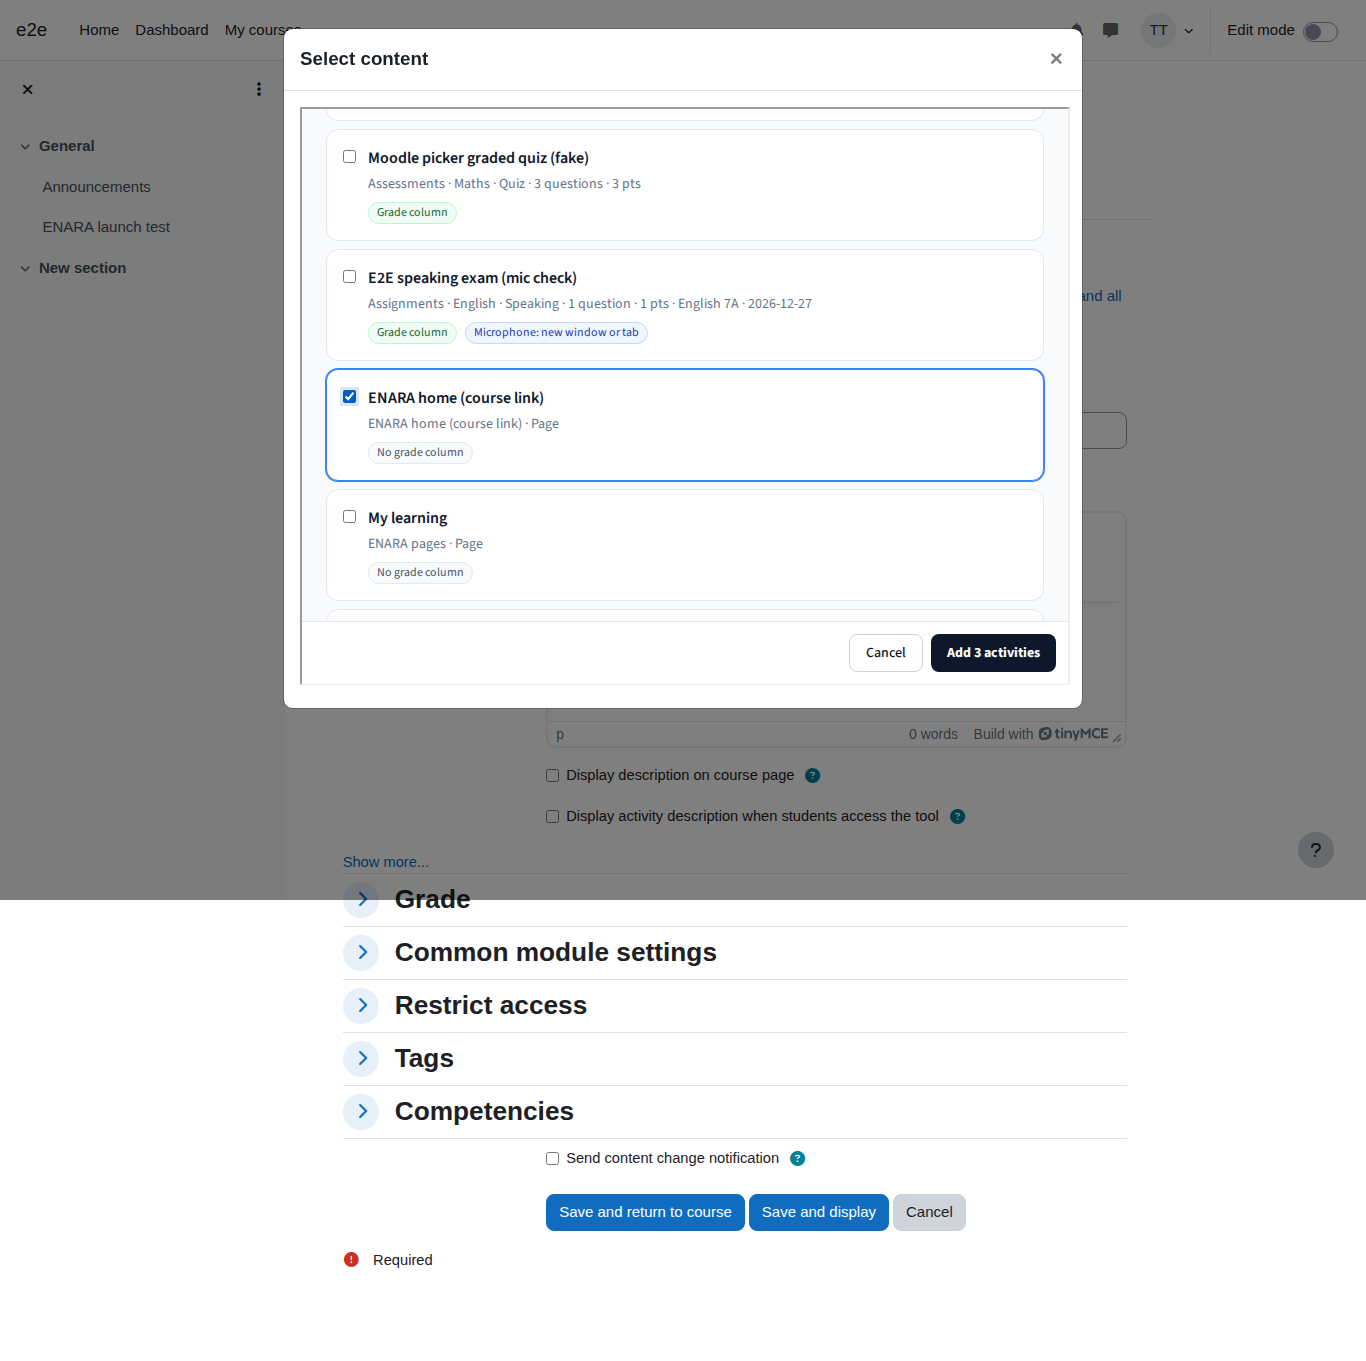 e2e
Home
Dashboard
My courses
TT
Edit mode
Select content
General
Announcements
ENARA launch test
New section
Moodle picker graded quiz (fake)
Assessments · Maths · Quiz · 3 questions · 3 pts
Grade column
E2E speaking exam (mic check)
Assignments · English · Speaking · 1 question · 1 pts · English 7A · 2026-12-27
Grade column
Microphone: new window or tab
and all
ENARA home (course link)
ENARA home (course link) · Page
No grade column
My learning
ENARA pages · Page
No grade column
Cancel
Add 3 activities
p
0 words
Build with tinyMCE
Display description on course page
?
Display activity description when students access the tool
?
?
Show more...
Grade
Common module settings
Restrict access
Tags
Competencies
Send content change notification
?
Save and return to course
Save and display
Cancel
! Required